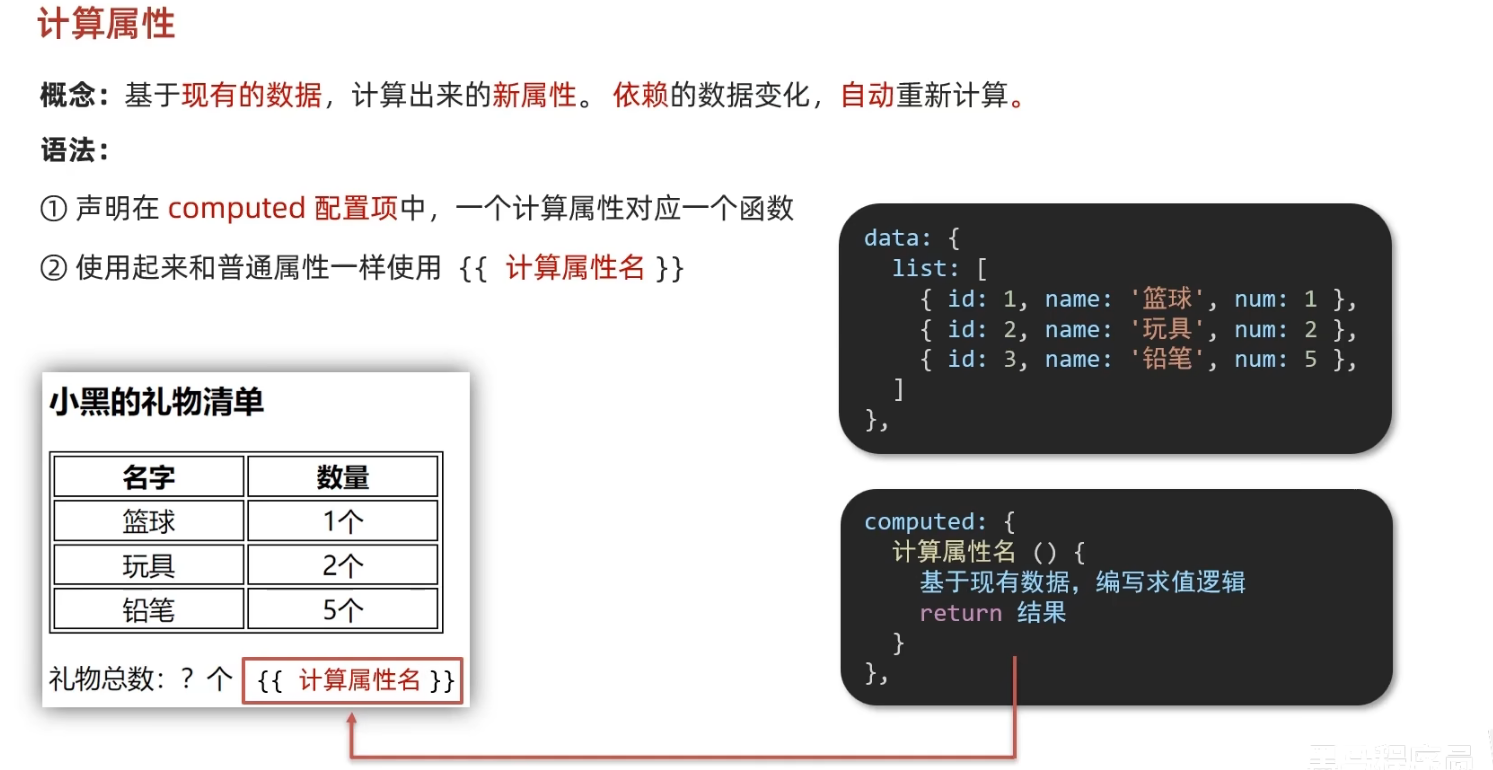 计算属性
概念：基于现有的数据，计算出来的新属性。 依赖的数据变化，自动重新计算。
语法：
① 声明在 computed 配置项中，一个计算属性对应一个函数
② 使用起来和普通属性一样使用 {{ 计算属性名 }}
小黑的礼物清单
名字 数量
篮球 1个
玩具 2个
铅笔 5个
礼物总数：？个 {{ 计算属性名 }}
data: {
list: [
{ id: 1, name: '篮球', num: 1 },
{ id: 2, name: '玩具', num: 2 },
{ id: 3, name: '铅笔', num: 5 },
]
},
computed: {
计算属性名 () {
基于现有数据，编写求值逻辑
return 结果
}
},